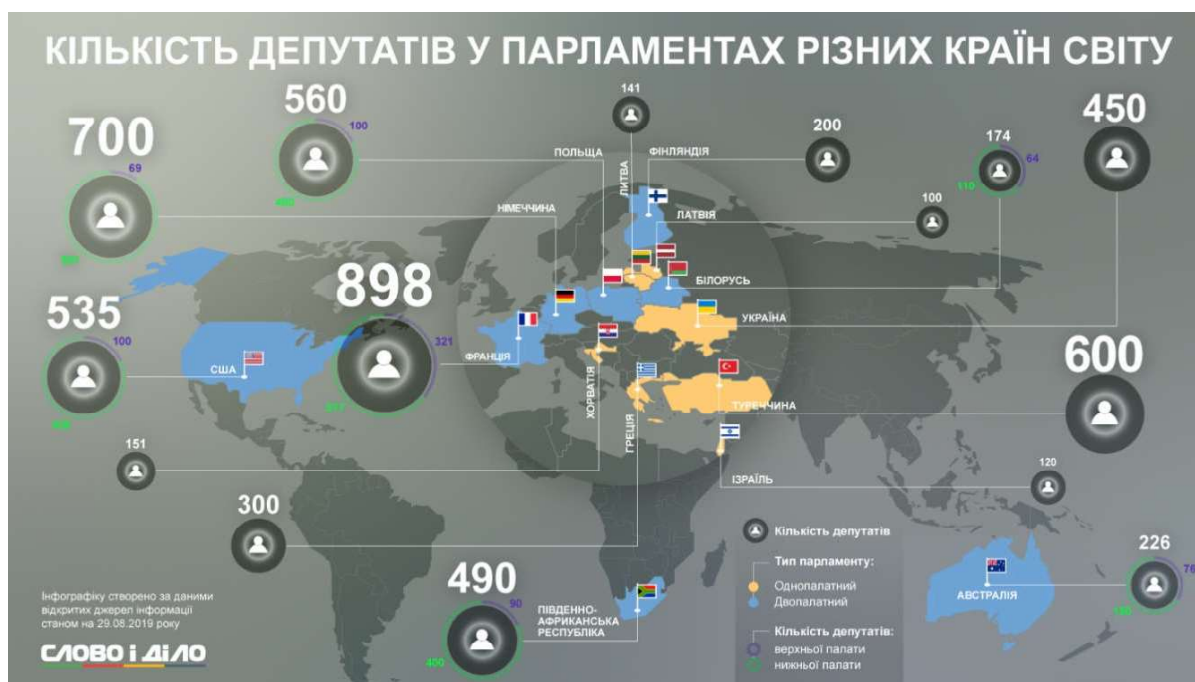 КІЛЬКІСТЬ ДЕПУТАТІВ У ПАРЛАМЕНТАХ РІЗНИХ КРАЇН СВІТУ
700
69
НІМЕЧЧИНА
560
100
ПОЛЬЩА
141
ЛИТВА
200
ФІНЛЯНДІЯ
174
64
110
БІЛОРУСЬ
450
УКРАЇНА
100
ЛАТВІЯ
535
100
США
898
321
577
ФРАНЦІЯ
600
ТУРЕЧЧИНА
151
ХОРВАТІЯ
300
ГРЕЦІЯ
120
ІЗРАЇЛЬ
490
90
400
ПІВДЕННО-
АФРИКАНСЬКА
РЕСПУБЛІКА
226
76
150
АВСТРАЛІЯ
Кількість депутатів
Тип парламенту:
Однопалатний
Двопалатний
Кількість депутатів:
верхньої палати
нижньої палати
Інфографіку створено за даними
відкритих джерел інформації
станом на 29.08.2019 року
СЛОВО і ДІЛО